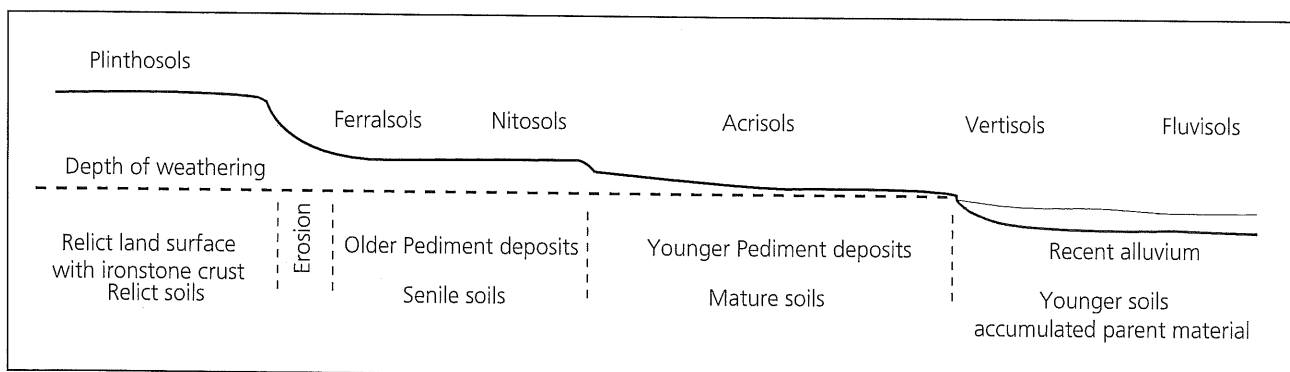 Plinthosols
Ferralsols
Nitosols
Acrisols
Vertisols
Fluvisols
Depth of weathering
Relict land surface
with ironstone crust
Relict soils
Erosion
Older Pediment deposits
Senile soils
Younger Pediment deposits
Mature soils
Recent alluvium
Younger soils
accumulated parent material